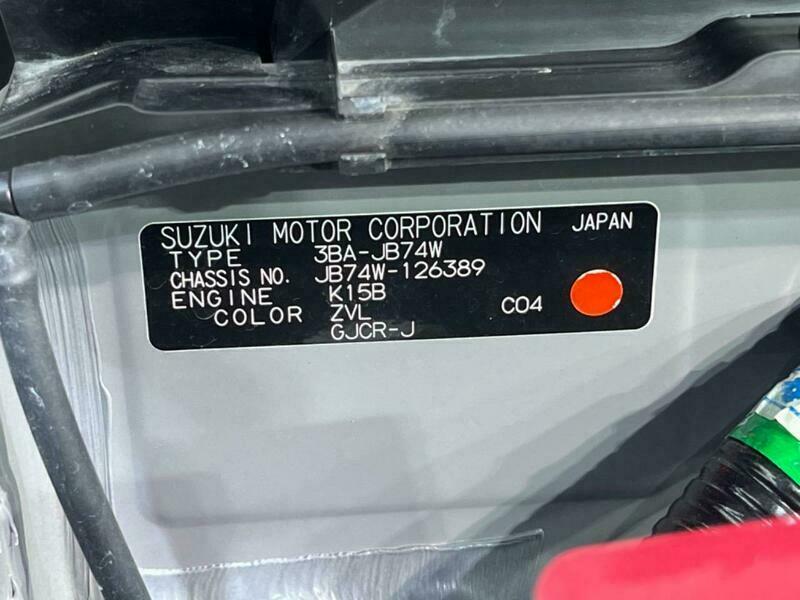 SUZUKI MOTOR CORPORATION JAPAN
TYPE 3BA-JB74W
CHASSIS NO. JB74W-126389
ENGINE K15B
COLOR ZVL C04
GJCR-J